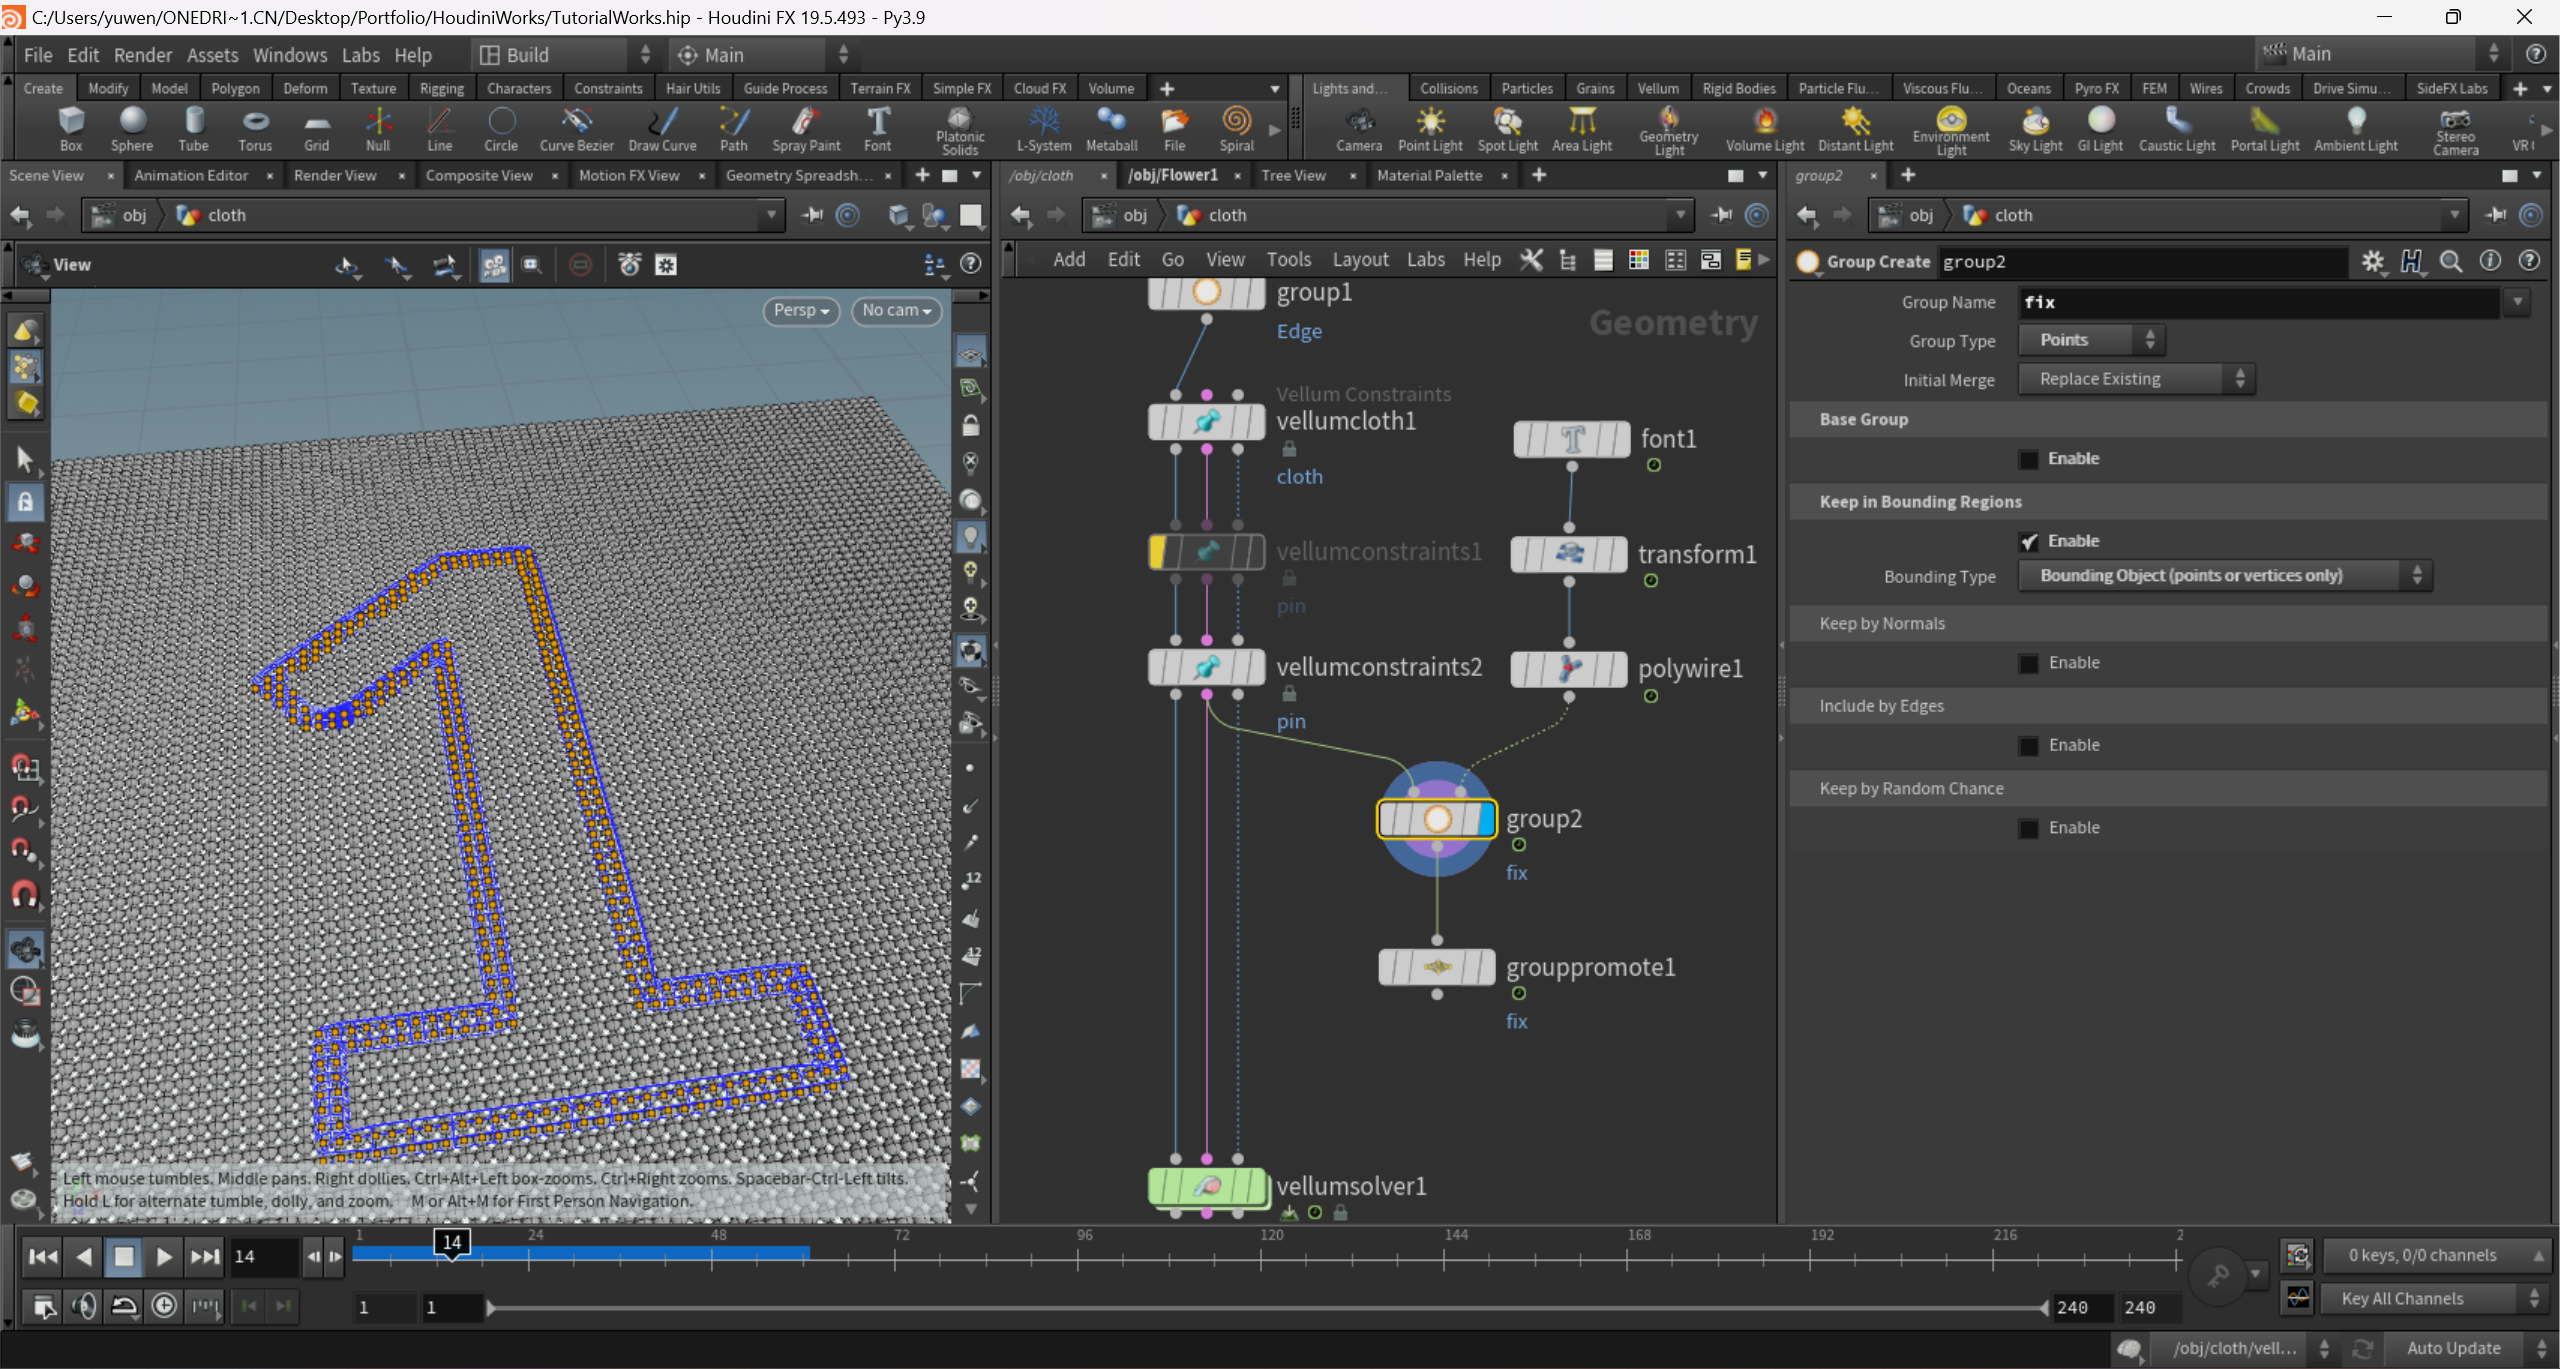 C:/Users/yuwen/ONEDRI~1.CN/Desktop/Portfolio/HoudiniWorks/TutorialWorks.hip - Houdini FX 19.5.493 - Py3.9
File Edit Render Assets Windows Labs Help Build Main Main
Create Modify Model Polygon Deform Texture Rigging Characters Constraints Hair Utils Guide Process Terrain FX Simple FX Cloud FX Volume
Lights and... Collisions Particles Grains Vellum Rigid Bodies Particle Flu... Viscous Flu... Oceans Pyro FX FEM Wires Crowds Drive Simu... SideFX Labs
Box Sphere Tube Torus Grid Null Line Circle Curve Bezier Draw Curve Path Spray Paint Font Platonic Solids L-System Metaball File Spiral
Camera Point Light Spot Light Area Light Geometry Light Volume Light Distant Light Environment Light Sky Light GI Light Caustic Light Portal Light Ambient Light Stereo Camera
Scene View Animation Editor Render View Composite View Motion FX View Geometry Spreadsh...
/obj/cloth /obj/Flower1 Tree View Material Palette
group2
obj cloth
obj cloth
obj cloth
View
Persp
No cam
Add Edit Go View Tools Layout Labs Help
Geometry
group1
Edge
Vellum Constraints
vellumcloth1
cloth
vellumconstraints1
pin
vellumconstraints2
pin
font1
transform1
polywire1
group2
fix
grouppromote1
fix
vellumsolver1
Group Create group2
Group Name fix
Group Type Points
Initial Merge Replace Existing
Base Group
Enable
Keep in Bounding Regions
Enable
Bounding Type Bounding Object (points or vertices only)
Keep by Normals
Enable
Include by Edges
Enable
Keep by Random Chance
Enable
12
12
Left mouse tumbles. Middle pans. Right dollies. Ctrl+Alt+Left box-zooms. Ctrl+Right zooms. Spacebar-Ctrl-Left tilts.
Hold L for alternate tumble, dolly, and zoom. M or Alt+M for First Person Navigation.
14 1 14 24 48 72 96 120 144 168 192 216 2
0 keys, 0/0 channels
1 1 240 240
Key All Channels
/obj/cloth/vell... Auto Update